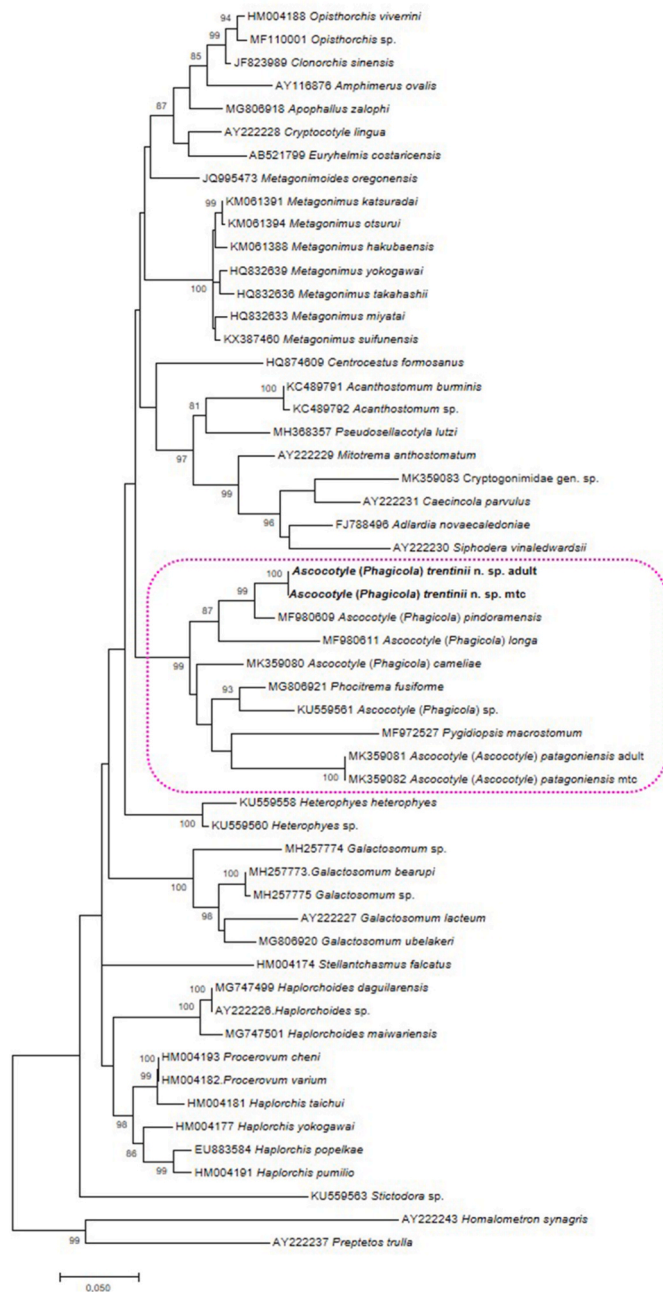 94
HM004188 Opisthorchis viverrini
99
MF110001 Opisthorchis sp.
JF823989 Clonorchis sinensis
85
AY116876 Amphimerus ovalis
87
MG806918 Apophallus zalophi
AY222228 Cryptocotyle lingua
AB521799 Euryhelmis costaricensis
JQ995473 Metagonimoides oregonensis
99
KM061391 Metagonimus katsuradai
KM061394 Metagonimus otsurui
KM061388 Metagonimus hakubaensis
HQ832639 Metagonimus yokogawai
100
HQ832636 Metagonimus takahashii
HQ832633 Metagonimus miyatai
KX387460 Metagonimus suifunensis
HQ874609 Centrocestus formosanus
100
KC489791 Acanthostomum burminis
81
KC489792 Acanthostomum sp.
MH368357 Pseudosellacotyla lutzi
97
AY222229 Mitotrema anthostomatum
99
MK359083 Cryptogonimidae gen. sp.
AY222231 Caecincola parvulus
96
FJ788496 Adlardia novaecaledoniae
AY222230 Siphodera vinaledwardsii
100
Ascocotyle (Phagicola) trentinii n. sp. adult
99
Ascocotyle (Phagicola) trentinii n. sp. mtc
87
MF980609 Ascocotyle (Phagicola) pindoramensis
MF980611 Ascocotyle (Phagicola) longa
99
MK359080 Ascocotyle (Phagicola) cameliae
93
MG806921 Phocitrema fusiforme
KU559561 Ascocotyle (Phagicola) sp.
MF972527 Pygidiopsis macrostomum
MK359081 Ascocotyle (Ascocotyle) patagoniensis adult
100
MK359082 Ascocotyle (Ascocotyle) patagoniensis mtc
KU559558 Heterophyes heterophyes
100
KU559560 Heterophyes sp.
MH257774 Galactosomum sp.
100
MH257773.Galactosomum bearupi
MH257775 Galactosomum sp.
98
AY222227 Galactosomum lacteum
MG806920 Galactosomum ubelakeri
HM004174 Stellantchasmus falcatus
100
MG747499 Haplorchoides daguilarensis
100
AY222226.Haplorchoides sp.
MG747501 Haplorchoides maiwariensis
100
HM004193 Procerovum cheni
99
HM004182.Procerovum varium
HM004181 Haplorchis taichui
98
HM004177 Haplorchis yokogawai
86
EU883584 Haplorchis popelkae
99
HM004191 Haplorchis pumilio
KU559563 Stictodora sp.
AY222243 Homalometron synagris
99
AY222237 Preptetos trulla
0,050